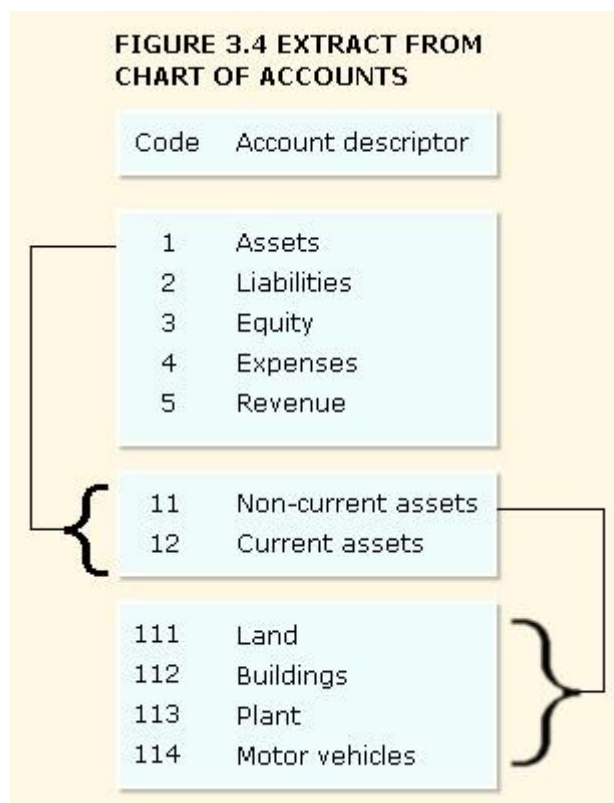 FIGURE 3.4 EXTRACT FROM
CHART OF ACCOUNTS
Code Account descriptor
1 Assets
2 Liabilities
3 Equity
4 Expenses
5 Revenue
11 Non-current assets
12 Current assets
111 Land
112 Buildings
113 Plant
114 Motor vehicles